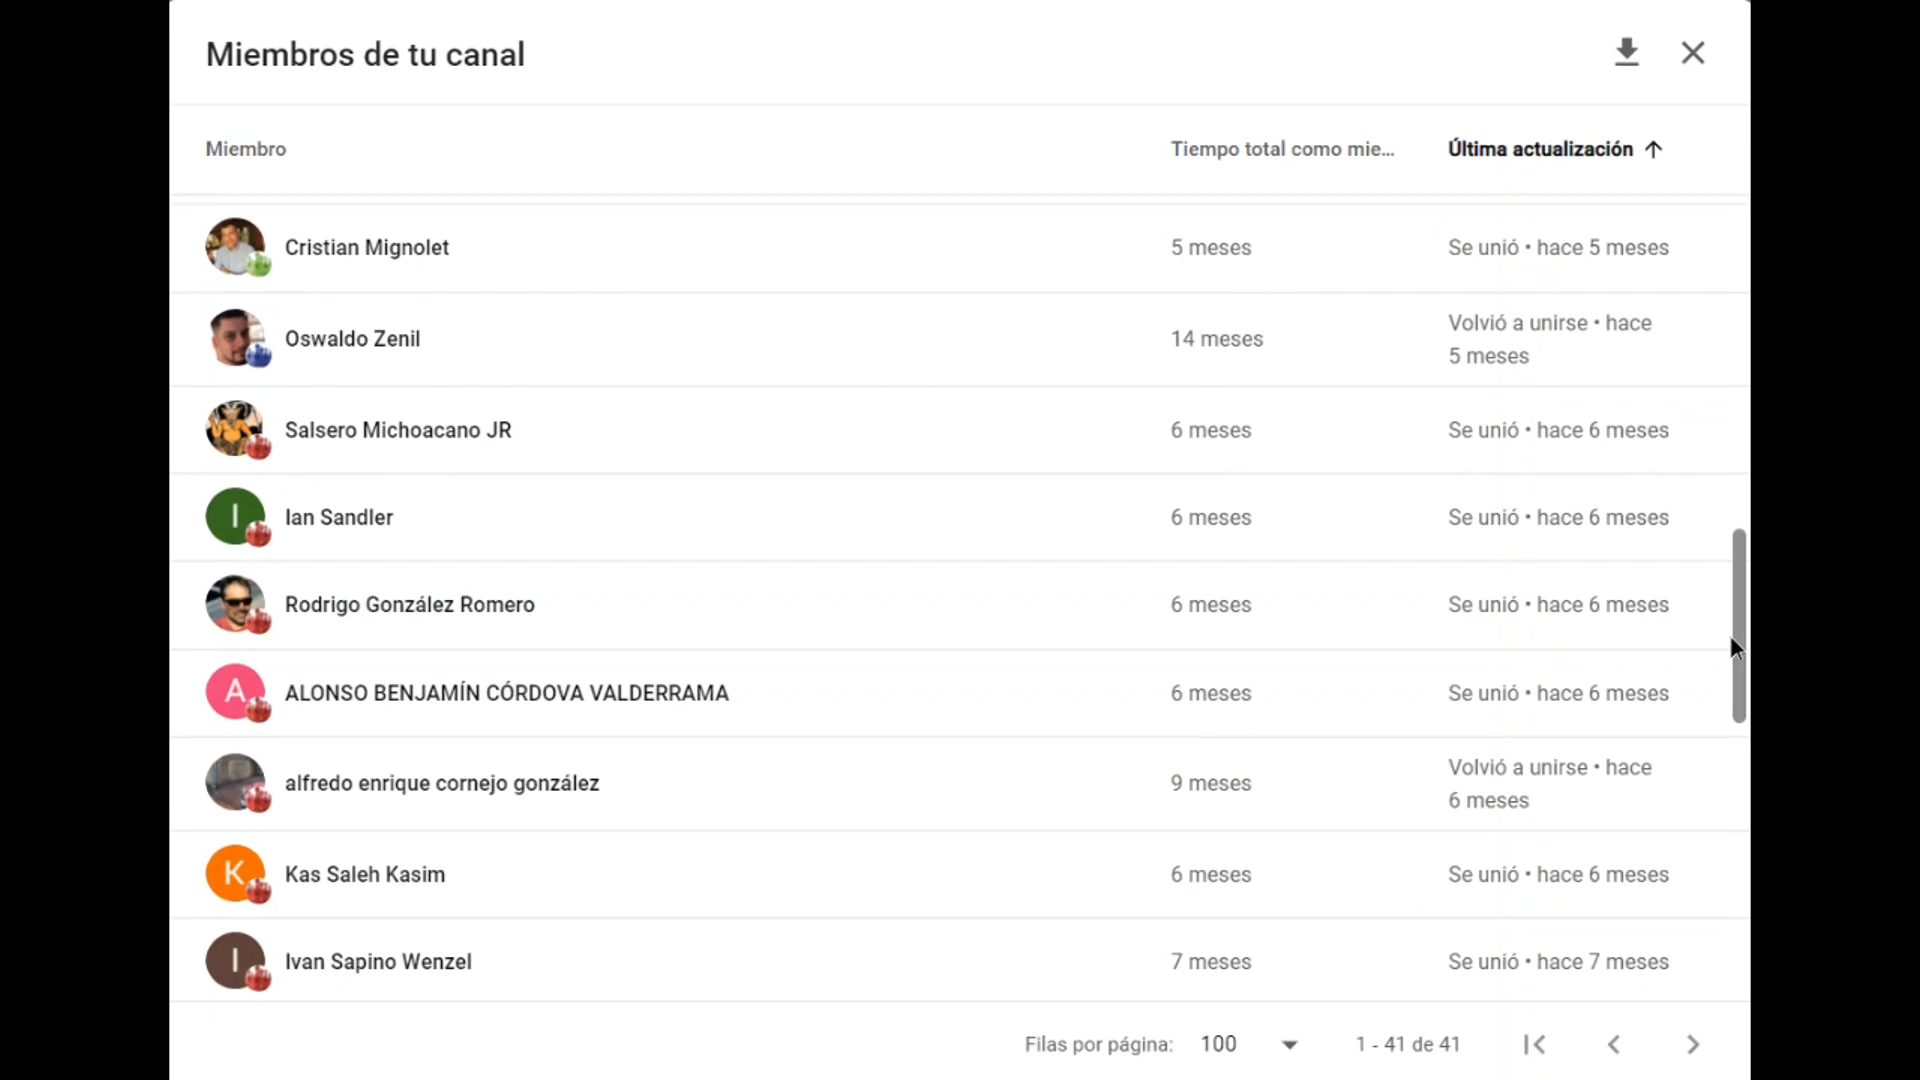 Miembros de tu canal
Miembro Tiempo total como mie... Última actualización
Cristian Mignolet 5 meses Se unió • hace 5 meses
Oswaldo Zenil 14 meses Volvió a unirse • hace
5 meses
Salsero Michoacano JR 6 meses Se unió • hace 6 meses
I Ian Sandler 6 meses Se unió • hace 6 meses
Rodrigo González Romero 6 meses Se unió • hace 6 meses
A ALONSO BENJAMÍN CÓRDOVA VALDERRAMA 6 meses Se unió • hace 6 meses
alfredo enrique cornejo gonzález 9 meses Volvió a unirse • hace
6 meses
K Kas Saleh Kasim 6 meses Se unió • hace 6 meses
I Ivan Sapino Wenzel 7 meses Se unió • hace 7 meses
Filas por página: 100 1 - 41 de 41